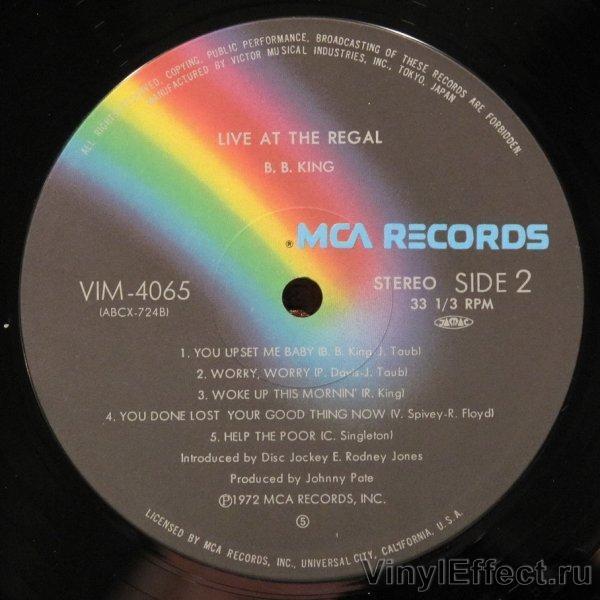 ALL RIGHTS RESERVED, COPYING, PUBLIC PERFORMANCE, BROADCASTING OF THESE RECORDS ARE FORBIDDEN.
MANUFACTURED BY VICTOR MUSICAL INDUSTRIES, INC., TOKYO, JAPAN
LIVE AT THE REGAL
B. B. KING
® MCA RECORDS
VIM-4065
(ABCX-724B)
STEREO SIDE 2
33 1/3 RPM
JASRAC
1. YOU UPSET ME BABY (B. B. King, J. Taub)
2. WORRY, WORRY (P. Davis-J. Taub)
3. WOKE UP THIS MORNIN' (R. King)
4. YOU DONE LOST YOUR GOOD THING NOW (V. Spivey-R. Floyd)
5. HELP THE POOR (C. Singleton)
Introduced by Disc Jockey E. Rodney Jones
Produced by Johnny Pate
Ⓟ1972 MCA RECORDS, INC.
⑤
LICENSED BY MCA RECORDS, INC., UNIVERSAL CITY, CALIFORNIA, U.S.A.
VinylEffect.ru